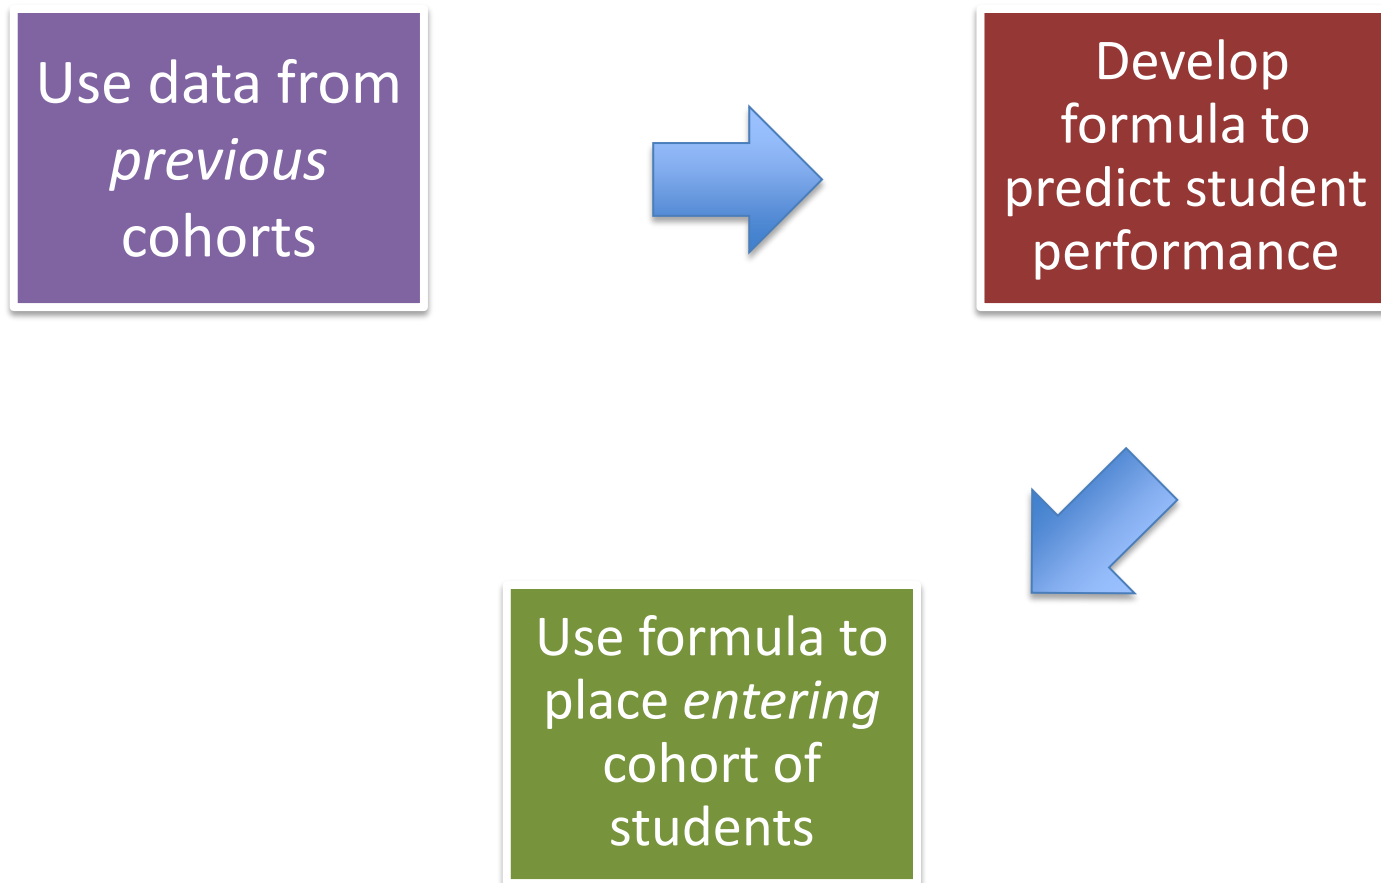 Use data from
previous
cohorts
Develop
formula to
predict student
performance
Use formula to
place entering
cohort of
students